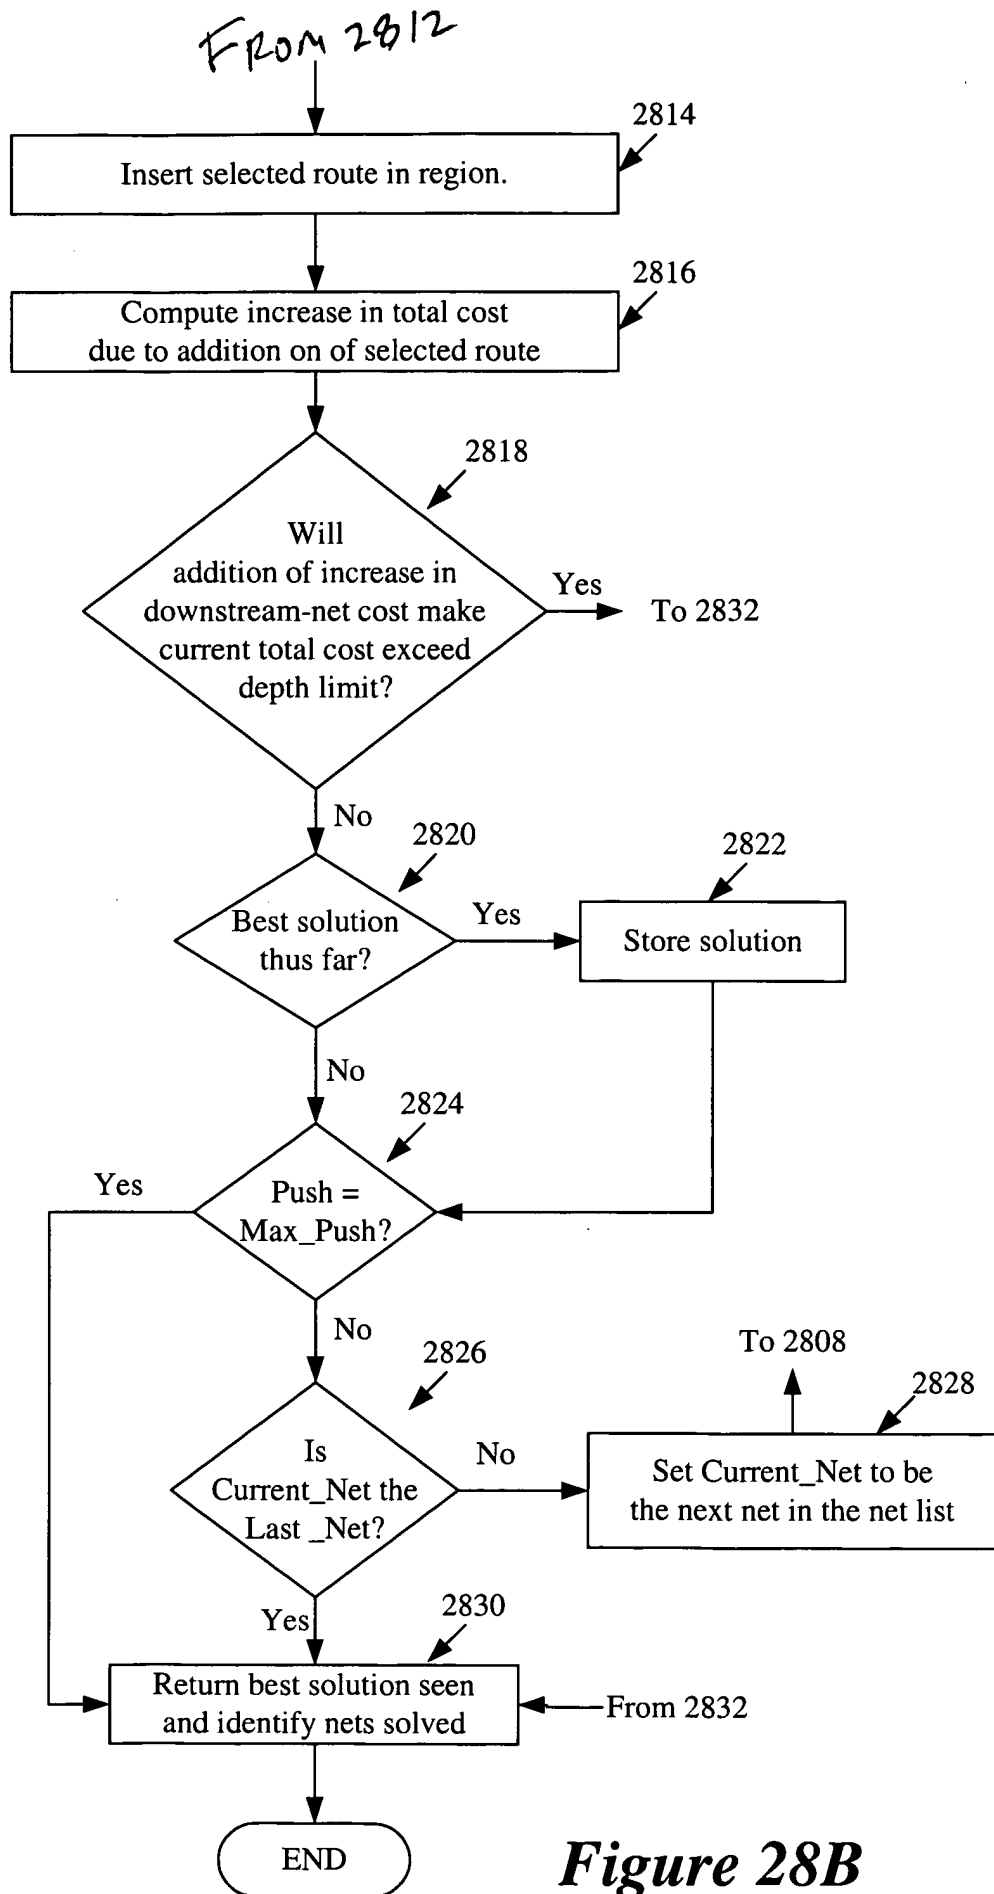 FROM 2812
2814
Insert selected route in region.
2816
Compute increase in total cost
due to addition on of selected route
2818
Will
addition of increase in
downstream-net cost make
current total cost exceed
depth limit?
Yes
To 2832
No
2820
2822
Best solution
thus far?
Yes
Store solution
No
2824
Yes
Push =
Max_Push?
No
To 2808
2826
2828
Is
Current_Net the
Last _Net?
No
Set Current_Net to be
the next net in the net list
Yes
2830
Return best solution seen
and identify nets solved
From 2832
END
Figure 28B